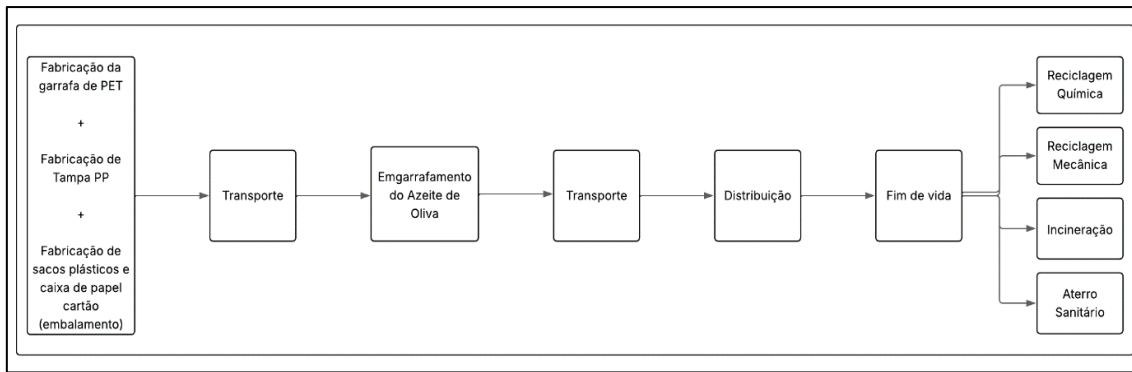 Fabricação da
garrafa de PET
+
Fabricação de
Tampa PP
+
Fabricação de
sacos plásticos e
caixa de papel
cartão
(embalamento)
Transporte
Emgarrafamento
do Azeite de
Oliva
Transporte
Distribuição
Fim de vida
Reciclagem
Química
Reciclagem
Mecânica
Incineração
Aterro
Sanitário